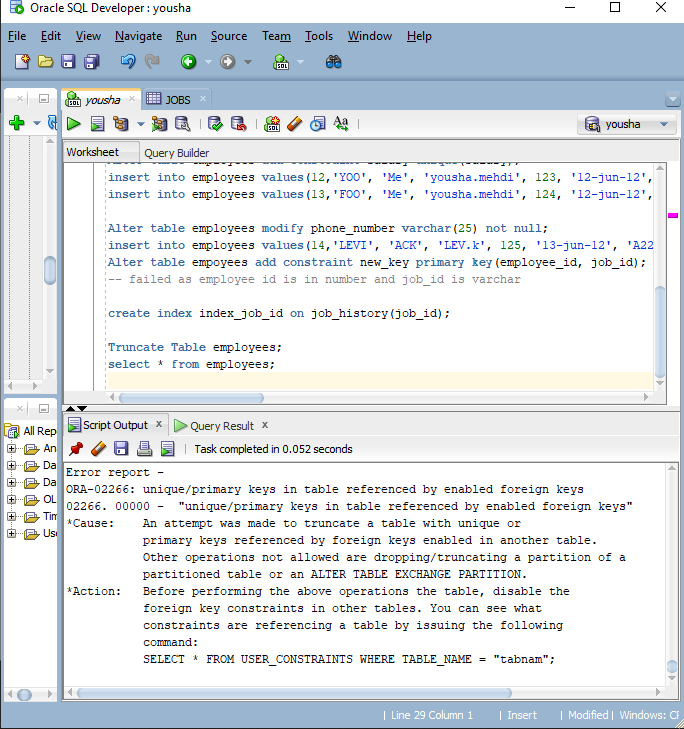 Oracle SQL Developer : yousha
File Edit View Navigate Run Source Team Tools Window Help
SQL
yousha JOBS
SQL Aa yousha
Worksheet Query Builder
insert into employees values(12,'YOO', 'Me', 'yousha.mehdi', 123, '12-jun-12',
insert into employees values(13,'FOO', 'Me', 'yousha.mehdi', 124, '12-jun-12',
Alter table employees modify phone_number varchar(25) not null;
insert into employees values(14,'LEVI', 'ACK', 'LEV.k', 125, '13-jun-12', 'A22
Alter table empoyees add constraint new_key primary key(employee_id, job_id);
-- failed as employee id is in number and job_id is varchar
create index index_job_id on job_history(job_id);
Truncate Table employees;
select * from employees;
Script Output x Query Result x
Task completed in 0.052 seconds
All Rep
An
Da
Da
OL
Tim
Use
Error report -
ORA-02266: unique/primary keys in table referenced by enabled foreign keys
02266. 00000 - "unique/primary keys in table referenced by enabled foreign keys"
*Cause: An attempt was made to truncate a table with unique or
primary keys referenced by foreign keys enabled in another table.
Other operations not allowed are dropping/truncating a partition of a
partitioned table or an ALTER TABLE EXCHANGE PARTITION.
*Action: Before performing the above operations the table, disable the
foreign key constraints in other tables. You can see what
constraints are referencing a table by issuing the following
command:
SELECT * FROM USER_CONSTRAINTS WHERE TABLE_NAME = "tabnam";
Line 29 Column 1 Insert Modified Windows: CF